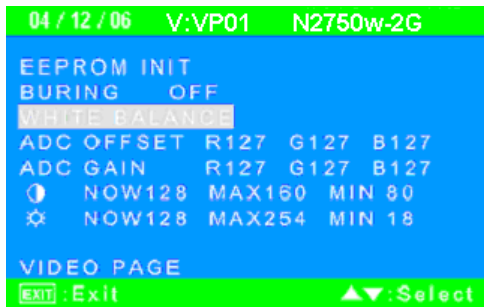 04 / 12 / 06 V:VP01 N2750w-2G
EEPROM INIT
BURING OFF
WHITE BALANCE
ADC OFFSET R127 G127 B127
ADC GAIN R127 G127 B127
NOW128 MAX160 MIN 80
NOW128 MAX254 MIN 18
VIDEO PAGE
EXIT :Exit ▲▼:Select